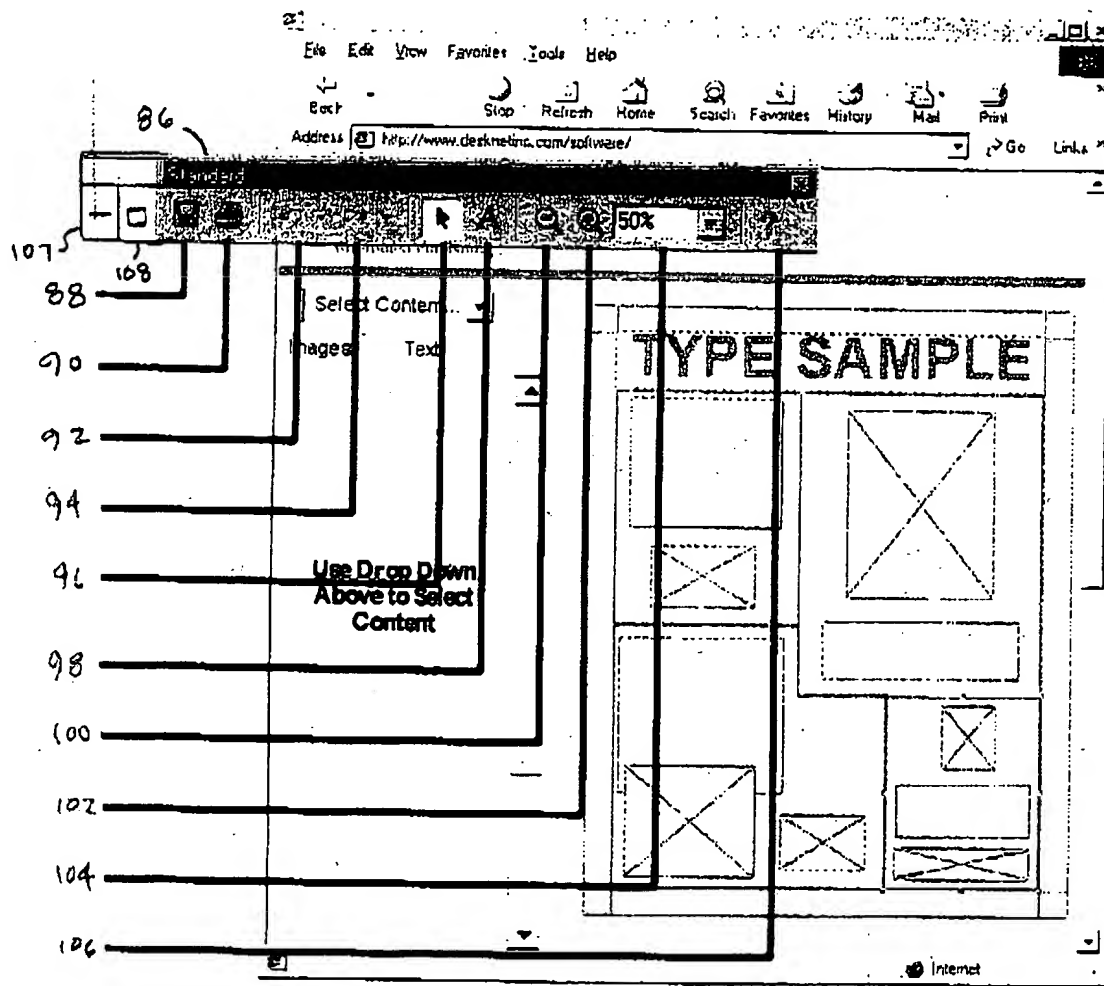 File Edit View Favorites Tools Help
Back Stop Refresh Home Search Favorites History Mail Print
Address http://www.desknetinc.com/software/ Go Links »
86
Standard
50% ?
107
108
88
Select Content...
90
Images Text
TYPE SAMPLE
92
94
96
Use Drop Down
Above to Select
Content
98
100
102
104
106
Internet